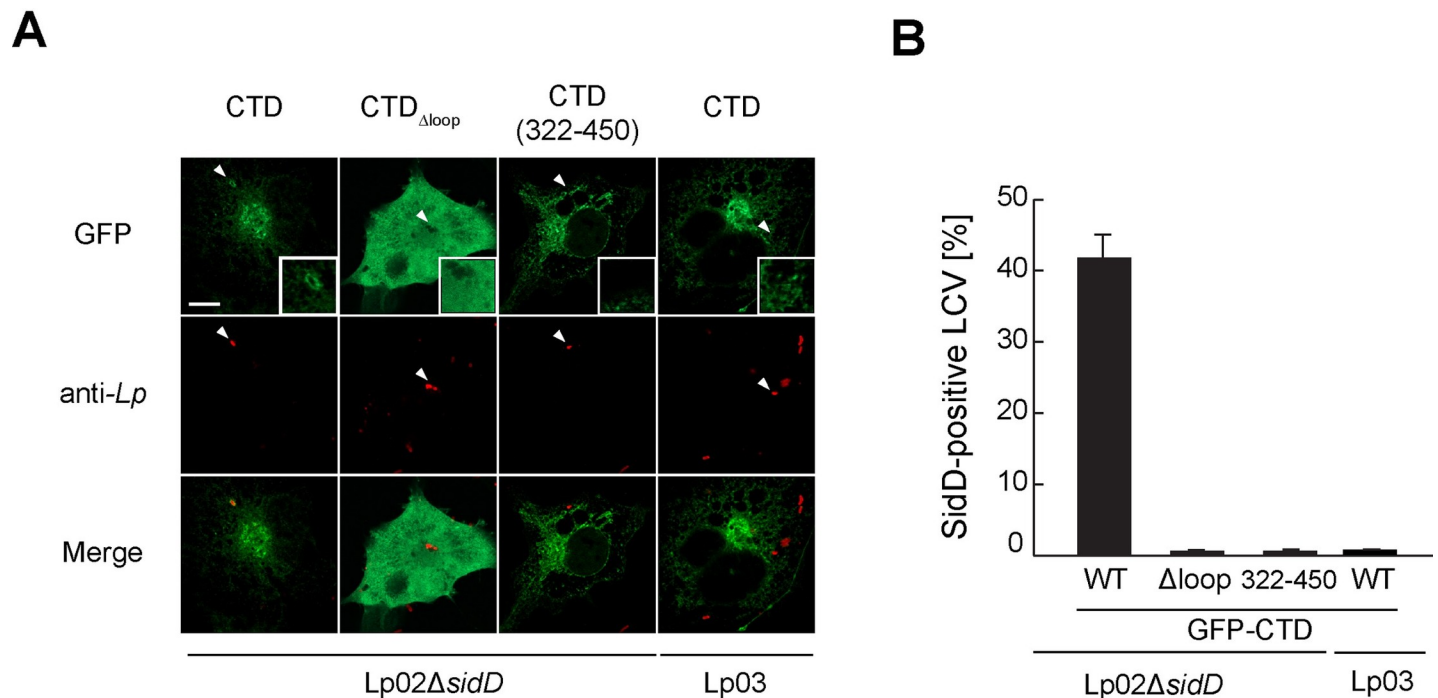 A
CTD
CTDΔloop
CTD
(322-450)
CTD
GFP
anti-Lp
Merge
Lp02ΔsidD
Lp03
B
SidD-positive LCV [%]
50
40
30
20
10
0
WT
Δloop
322-450
WT
GFP-CTD
Lp02ΔsidD
Lp03